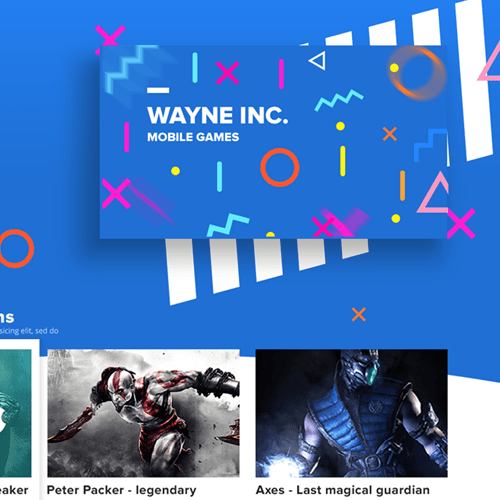 WAYNE INC.
MOBILE GAMES
ns
sicing elit, sed do
eaker
Peter Packer - legendary
Axes - Last magical guardian